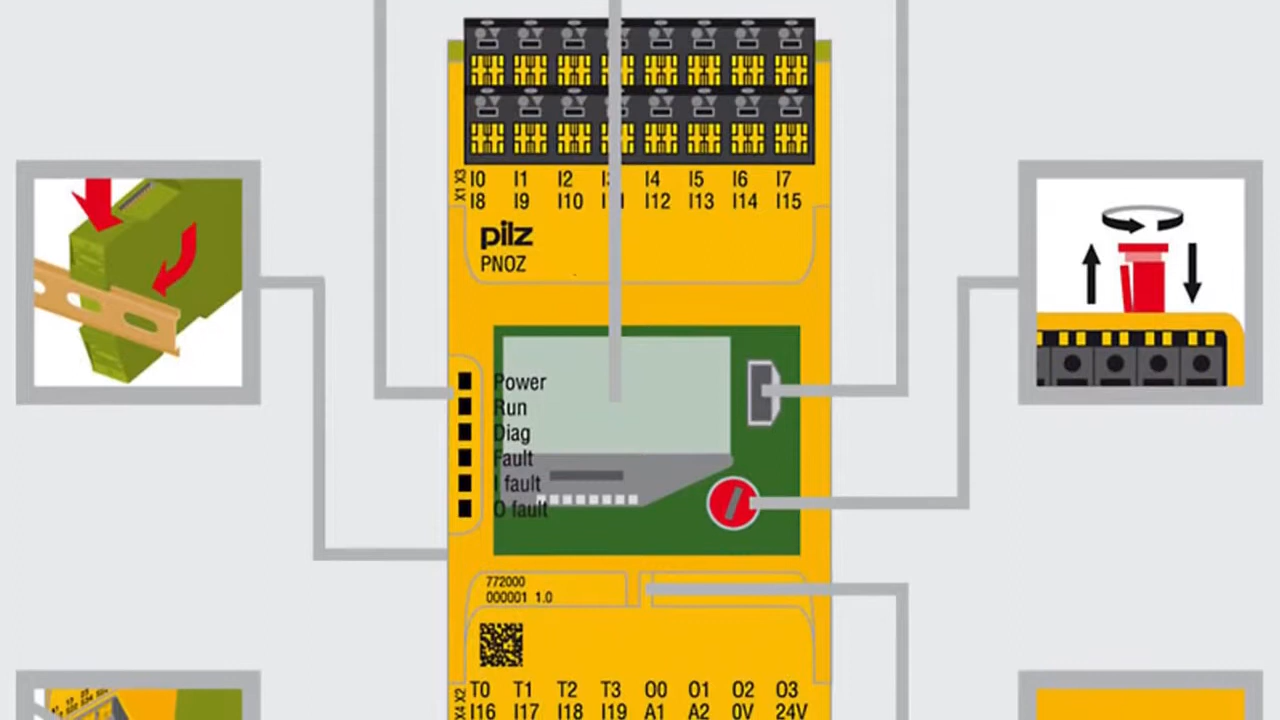 X1 X3
I0 I1 I2 I4 I5 I6 I7
I8 I9 I10 I12 I13 I14 I15
pilz
PNOZ
Power
Run
Diag
Fault
I fault
O fault
772000
000001 1.0
X4 X2
T0 T1 T2 T3 O0 O1 O2 O3
I16 I17 I18 I19 A1 A2 0V 24V